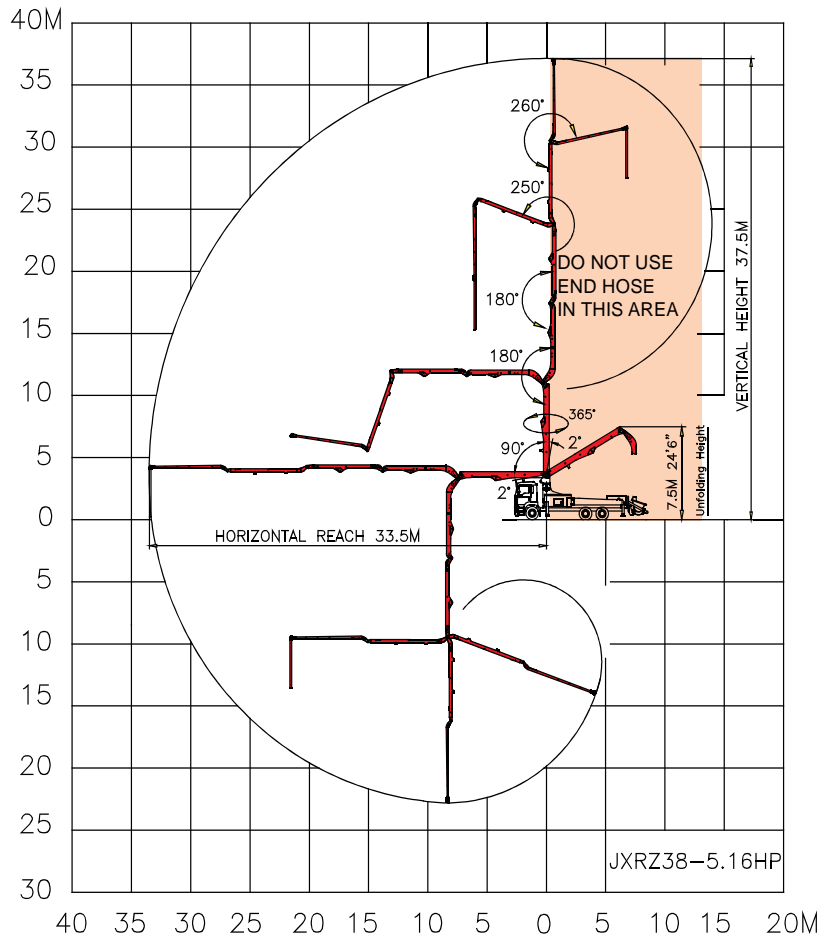 40M
35
30
25
20
15
10
5
0
5
10
15
20
25
30
260°
250°
180°
180°
365°
90°
2°
2°
DO NOT USE
END HOSE
IN THIS AREA
VERTICAL HEIGHT 37.5M
7.5M 24'6"
Unfolding Height
HORIZONTAL REACH 33.5M
JXRZ38-5.16HP
40 35 30 25 20 15 10 5 0 5 10 15 20M